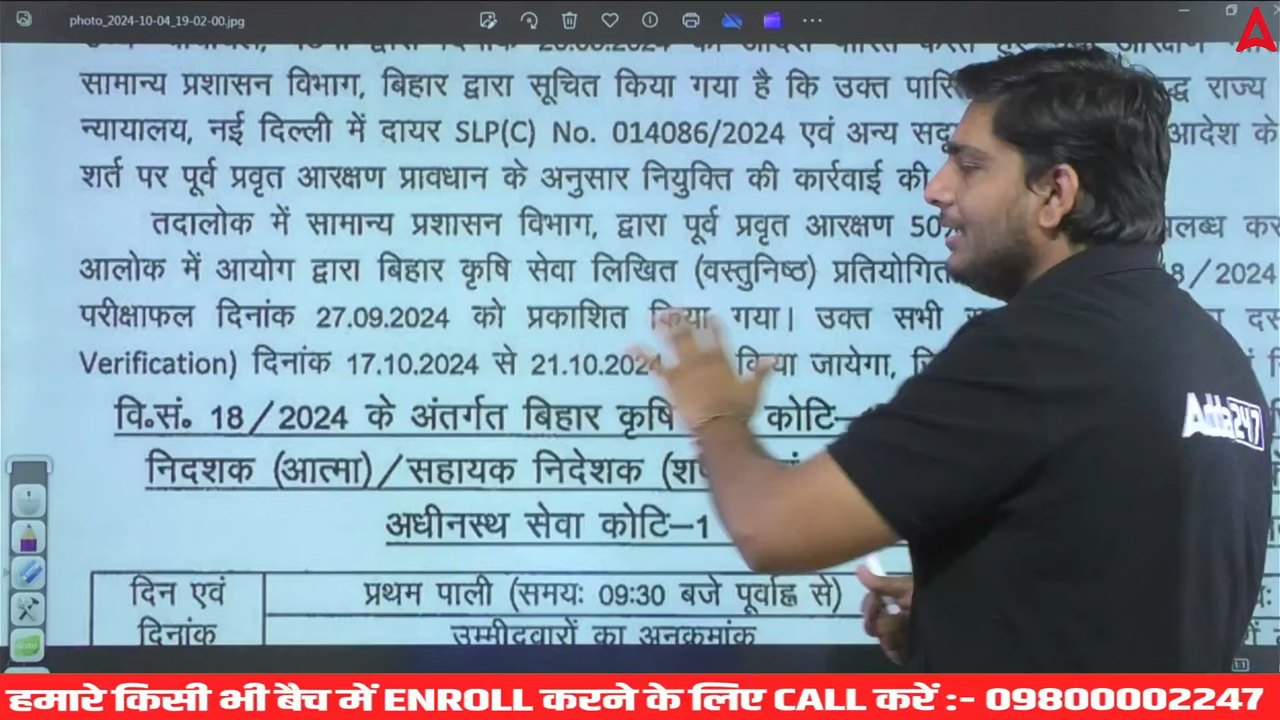 photo_2024-10-04_19-02-00.jpg
सामान्य प्रशासन विभाग, बिहार द्वारा सूचित किया गया है कि उक्त राज्य
न्यायालय, नई दिल्ली में दायर SLP(C) No. 014086/2024 एवं अन्य आदेश के
शर्त पर पूर्व प्रवृत आरक्षण प्रावधान के अनुसार नियुक्ति की कार्रवाई की
तदालोक में सामान्य प्रशासन विभाग, द्वारा पूर्व प्रवृत आरक्षण 50
आलोक में आयोग द्वारा बिहार कृषि सेवा लिखित (वस्तुनिष्ठ) 8/2024
परीक्षाफल दिनांक 27.09.2024 को प्रकाशित किया गया। उक्त सभी
Verification) दिनांक 17.10.2024 से 21.10.2024 किया जायेगा,
वि.सं. 18/2024 के अंतर्गत बिहार कृषि कोटि–
निदशक (आत्मा)/सहायक निदेशक
अधीनस्थ सेवा कोटि–1
दिन एवं प्रथम पाली (समयः 09:30 बजे पूर्वाह्न से)
दिनांक उम्मीदवारों का अनुक्रमांक
Adda247
हमारे किसी भी बैच में ENROLL करने के लिए CALL करें :- 09800002247